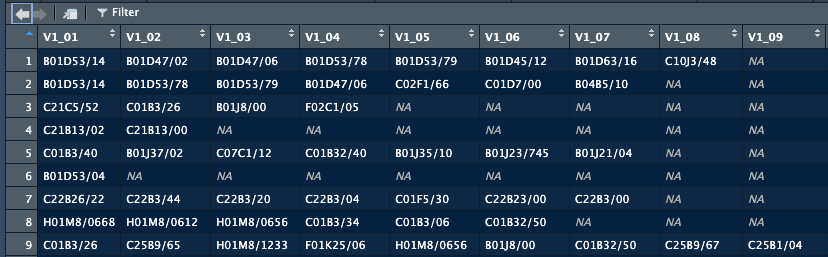 Filter
V1_01 V1_02 V1_03 V1_04 V1_05 V1_06 V1_07 V1_08 V1_09
1 B01D53/14 B01D47/02 B01D47/06 B01D53/78 B01D53/79 B01D45/12 B01D63/16 C10J3/48 NA
2 B01D53/14 B01D53/78 B01D53/79 B01D47/06 C02F1/66 C01D7/00 B04B5/10 NA NA
3 C21C5/52 C01B3/26 B01J8/00 F02C1/05 NA NA NA NA NA
4 C21B13/02 C21B13/00 NA NA NA NA NA NA NA
5 C01B3/40 B01J37/02 C07C1/12 C01B32/40 B01J35/10 B01J23/745 B01J21/04 NA NA
6 B01D53/04 NA NA NA NA NA NA NA NA
7 C22B26/22 C22B3/44 C22B3/20 C22B3/04 C01F5/30 C22B23/00 C22B3/00 NA NA
8 H01M8/0668 H01M8/0612 H01M8/0656 C01B3/34 C01B3/06 C01B32/50 NA NA NA
9 C01B3/26 C25B9/65 H01M8/1233 F01K25/06 H01M8/0656 B01J8/00 C01B32/50 C25B9/67 C25B1/04